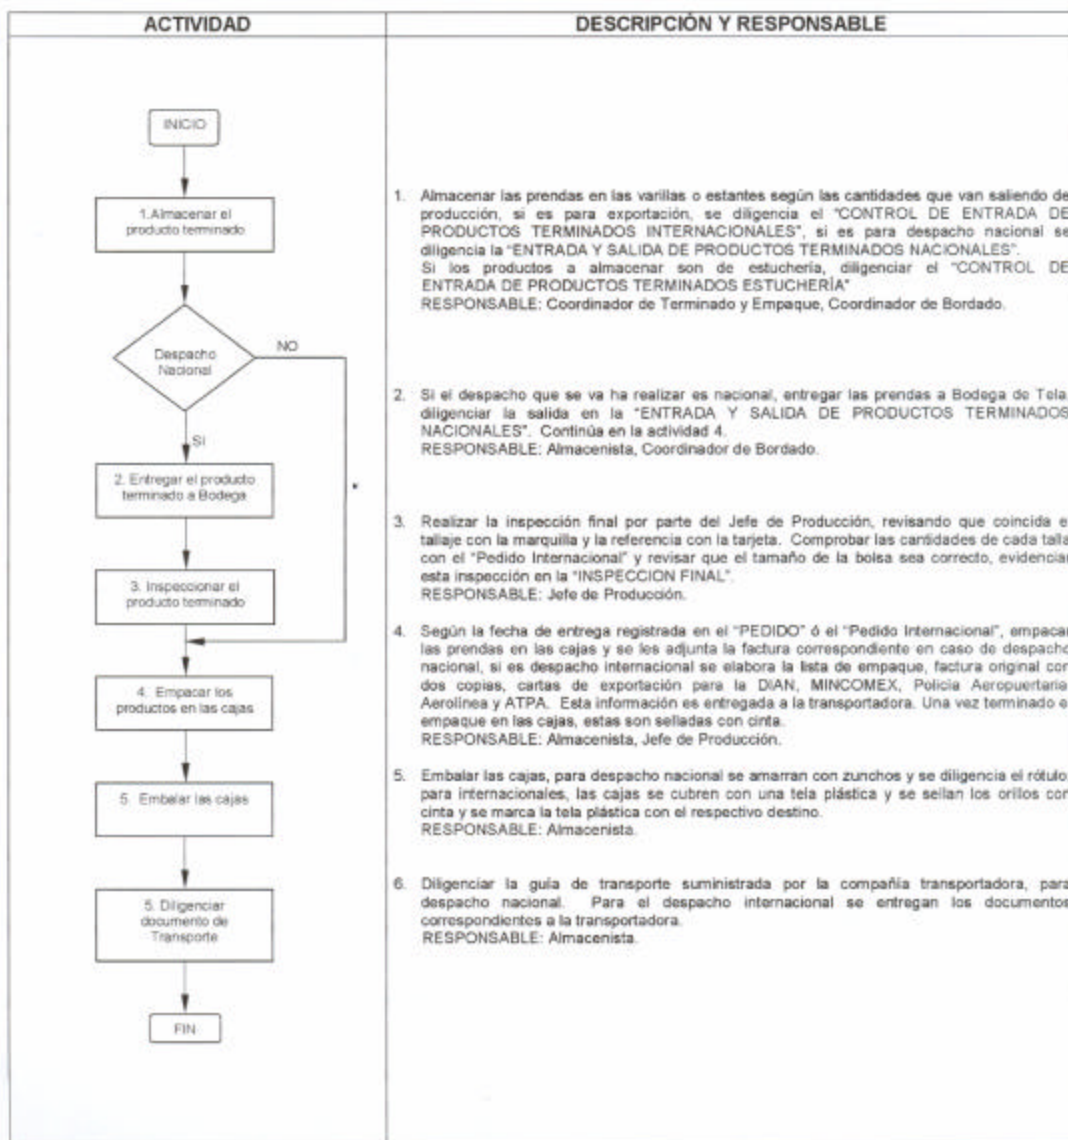 ACTIVIDAD
DESCRIPCIÓN Y RESPONSABLE
INICIO
1.Almacenar el
producto terminado
Despacho
Nacional
NO
SI
2. Entregar el producto
terminado a Bodega
*
3. Inspeccionar el
producto terminado
4. Empacar los
productos en las cajas
5. Embalar las cajas
5. Diligenciar
documento de
Transporte
FIN
1. Almacenar las prendas en las varillas o estantes según las cantidades que van saliendo de
producción, si es para exportación, se diligencia el "CONTROL DE ENTRADA DE
PRODUCTOS TERMINADOS INTERNACIONALES", si es para despacho nacional se
diligencia la "ENTRADA Y SALIDA DE PRODUCTOS TERMINADOS NACIONALES".
Si los productos a almacenar son de estuchería, diligenciar el "CONTROL DE
ENTRADA DE PRODUCTOS TERMINADOS ESTUCHERÍA"
RESPONSABLE: Coordinador de Terminado y Empaque, Coordinador de Bordado.
2. Si el despacho que se va ha realizar es nacional, entregar las prendas a Bodega de Tela,
diligenciar la salida en la "ENTRADA Y SALIDA DE PRODUCTOS TERMINADOS
NACIONALES". Continúa en la actividad 4.
RESPONSABLE: Almacenista, Coordinador de Bordado.
3. Realizar la inspección final por parte del Jefe de Producción, revisando que coincida el
tallaje con la marquilla y la referencia con la tarjeta. Comprobar las cantidades de cada talla
con el "Pedido Internacional" y revisar que el tamaño de la bolsa sea correcto, evidenciar
esta inspección en la "INSPECCION FINAL".
RESPONSABLE: Jefe de Producción.
4. Según la fecha de entrega registrada en el "PEDIDO" ó el "Pedido Internacional", empacar
las prendas en las cajas y se les adjunta la factura correspondiente en caso de despacho
nacional, si es despacho internacional se elabora la lista de empaque, factura original con
dos copias, cartas de exportación para la DIAN, MINCOMEX, Policía Aeropuertaria,
Aerolínea y ATPA. Esta información es entregada a la transportadora. Una vez terminado el
empaque en las cajas, estas son selladas con cinta.
RESPONSABLE: Almacenista, Jefe de Producción.
5. Embalar las cajas, para despacho nacional se amarran con zunchos y se diligencia el rótulo,
para internacionales, las cajas se cubren con una tela plástica y se sellan los orillos con
cinta y se marca la tela plástica con el respectivo destino.
RESPONSABLE: Almacenista.
6. Diligenciar la guía de transporte suministrada por la compañía transportadora, para
despacho nacional. Para el despacho internacional se entregan los documentos
correspondientes a la transportadora.
RESPONSABLE: Almacenista.